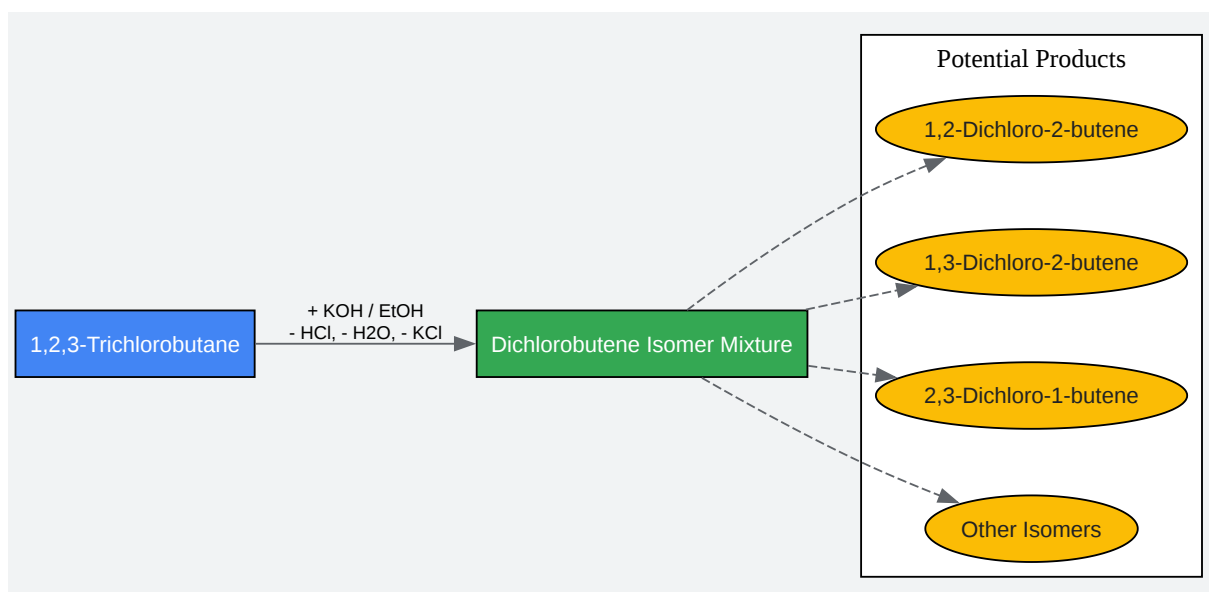 Potential Products
1,2-Dichloro-2-butene
1,3-Dichloro-2-butene
+ KOH / EtOH
- HCl, - H2O, - KCl
1,2,3-Trichlorobutane
Dichlorobutene Isomer Mixture
2,3-Dichloro-1-butene
Other Isomers